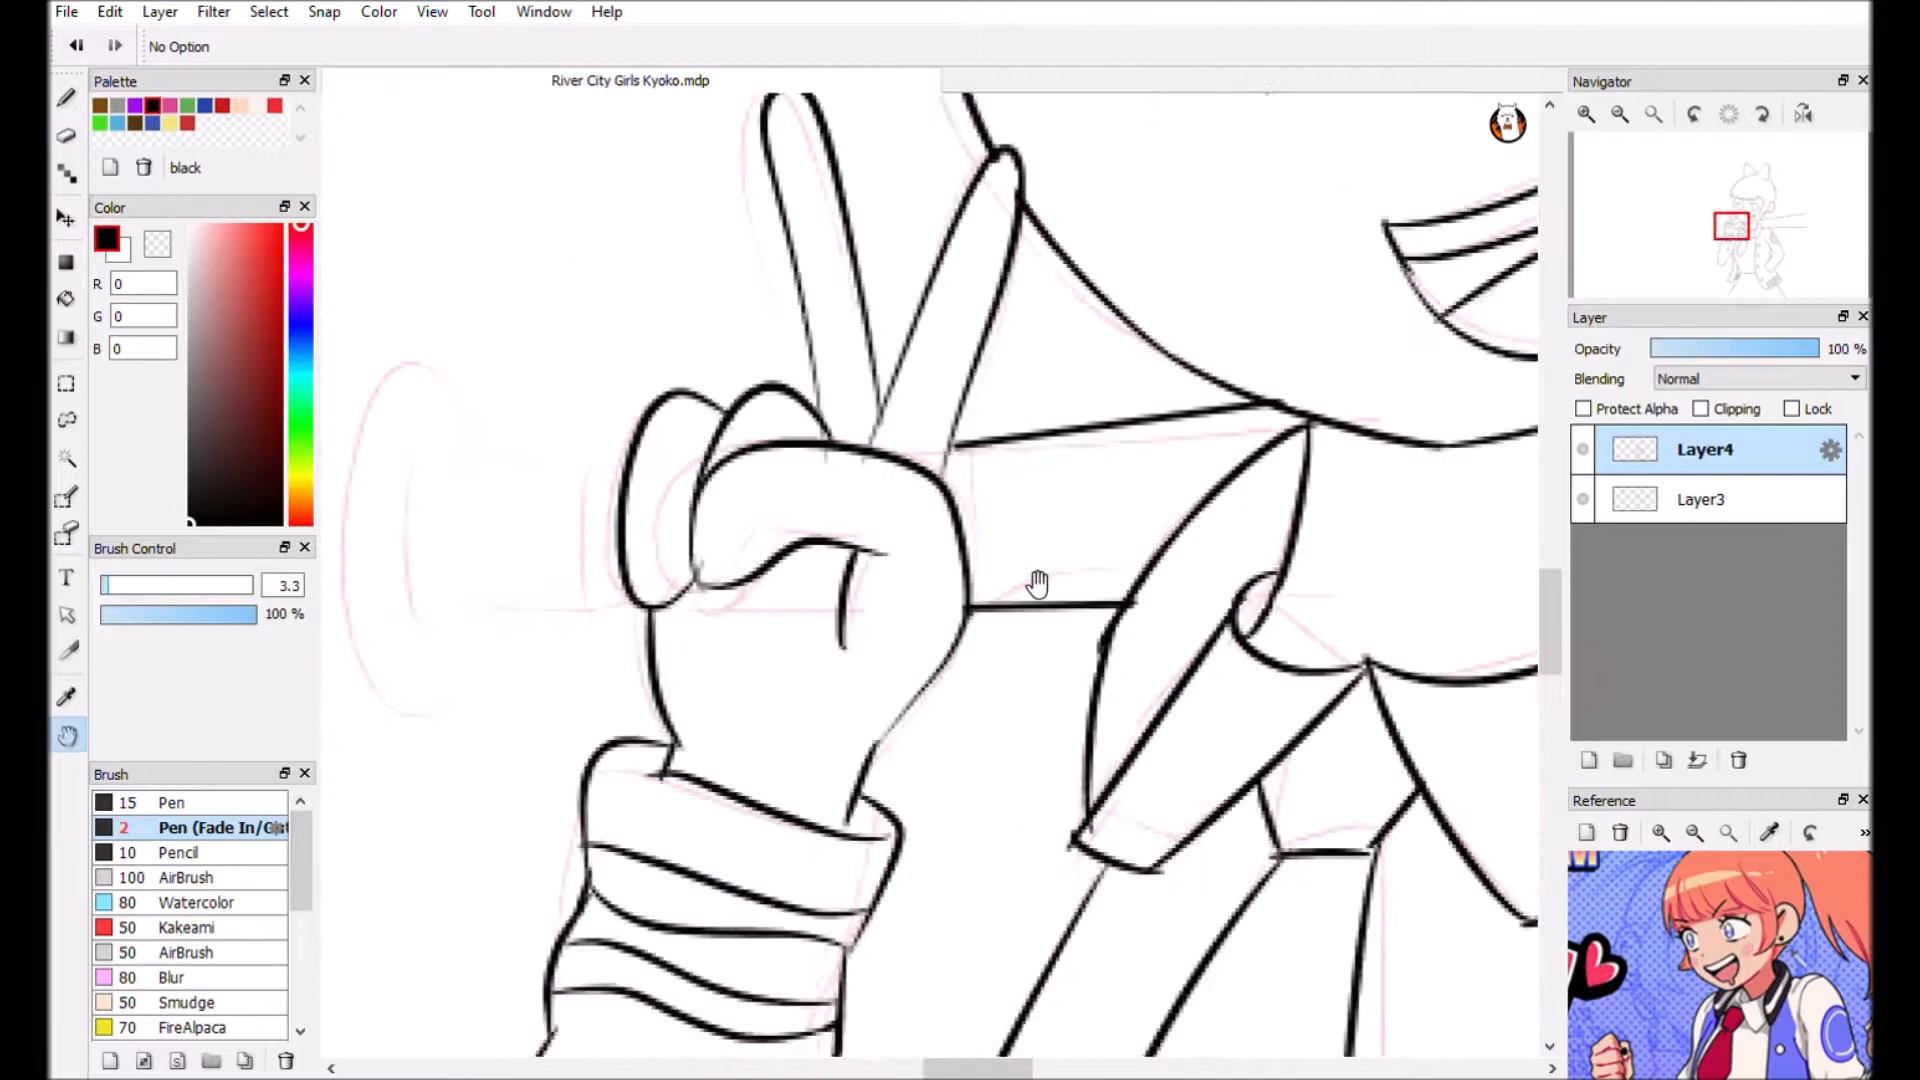 File Edit Layer Filter Select Snap Color View Tool Window Help
No Option
Palette
River City Girls Kyoko.mdp
Navigator
black
Color
R 0
G 0
B 0
Layer
Opacity 100 %
Blending Normal
Protect Alpha Clipping Lock
Layer4
Layer3
Brush Control
3.3
100 %
Brush
15 Pen
2 Pen (Fade In/Out
10 Pencil
100 AirBrush
80 Watercolor
50 Kakeami
50 AirBrush
80 Blur
50 Smudge
70 FireAlpaca
Reference